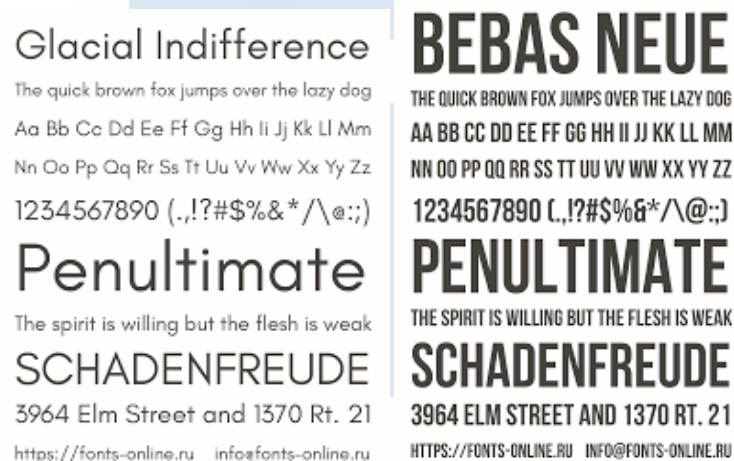 Glacial Indifference
The quick brown fox jumps over the lazy dog
Aa Bb Cc Dd Ee Ff Gg Hh Ii Jj Kk Ll Mm
Nn Oo Pp Qq Rr Ss Tt Uu Vv Ww Xx Yy Zz
1234567890 (.,!?#$%&*/\@:;)
Penultimate
The spirit is willing but the flesh is weak
SCHADENFREUDE
3964 Elm Street and 1370 Rt. 21
https://fonts-online.ru info@fonts-online.ru
BEBAS NEUE
THE QUICK BROWN FOX JUMPS OVER THE LAZY DOG
AA BB CC DD EE FF GG HH II JJ KK LL MM
NN OO PP QQ RR SS TT UU VV WW XX YY ZZ
1234567890 (.,!?#$%&*/\@:;)
PENULTIMATE
THE SPIRIT IS WILLING BUT THE FLESH IS WEAK
SCHADENFREUDE
3964 ELM STREET AND 1370 RT. 21
HTTPS://FONTS-ONLINE.RU INFO@FONTS-ONLINE.RU